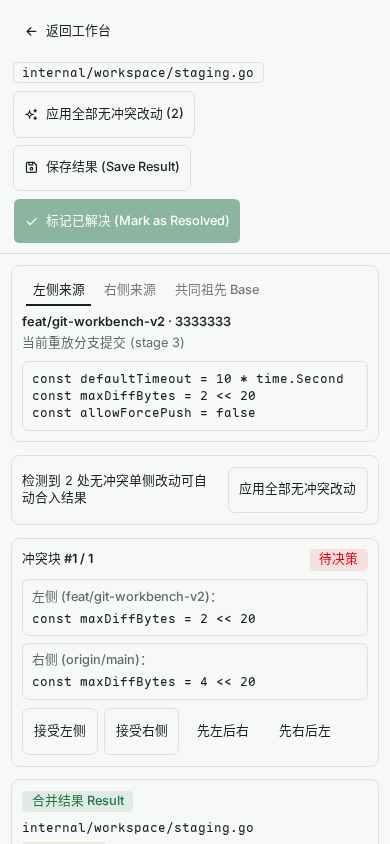 返回工作台
internal/workspace/staging.go
应用全部无冲突改动 (2)
保存结果 (Save Result)
标记已解决 (Mark as Resolved)
左侧来源 右侧来源 共同祖先 Base
feat/git-workbench-v2 · 3333333
当前重放分支提交 (stage 3)
const defaultTimeout = 10 * time.Second
const maxDiffBytes = 2 << 20
const allowForcePush = false
检测到 2 处无冲突单侧改动可自
动合入结果
应用全部无冲突改动
冲突块 #1 / 1 待决策
左侧 (feat/git-workbench-v2):
const maxDiffBytes = 2 << 20
右侧 (origin/main):
const maxDiffBytes = 4 << 20
接受左侧 接受右侧 先左后右 先右后左
合并结果 Result
internal/workspace/staging.go